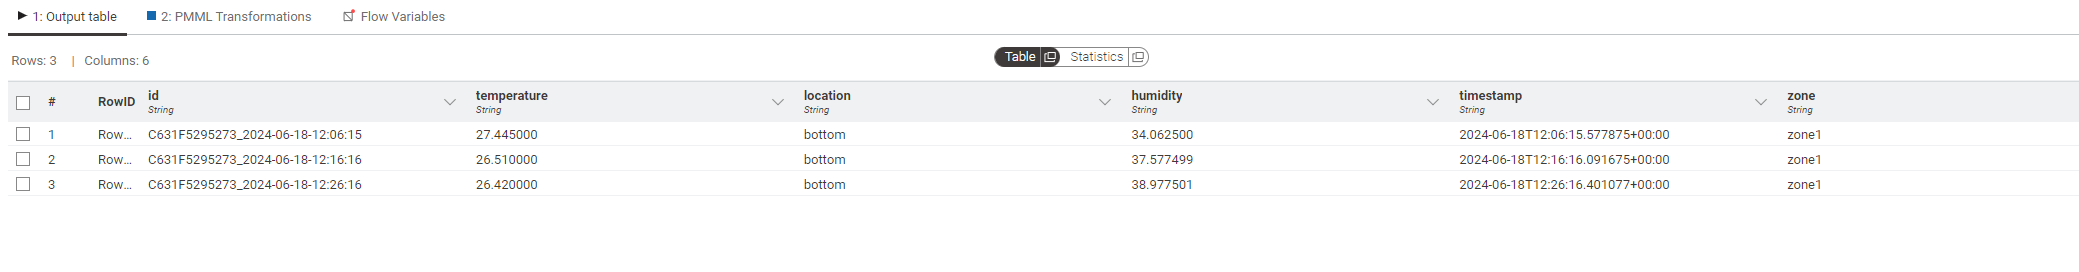 1: Output table 2: PMML Transformations Flow Variables
Rows: 3 | Columns: 6 Table Statistics
# RowID id temperature location humidity timestamp zone
String String String String String String
1 Row... C631F5295273_2024-06-18-12:06:15 27.445000 bottom 34.062500 2024-06-18T12:06:15.577875+00:00 zone1
2 Row... C631F5295273_2024-06-18-12:16:16 26.510000 bottom 37.577499 2024-06-18T12:16:16.091675+00:00 zone1
3 Row... C631F5295273_2024-06-18-12:26:16 26.420000 bottom 38.977501 2024-06-18T12:26:16.401077+00:00 zone1